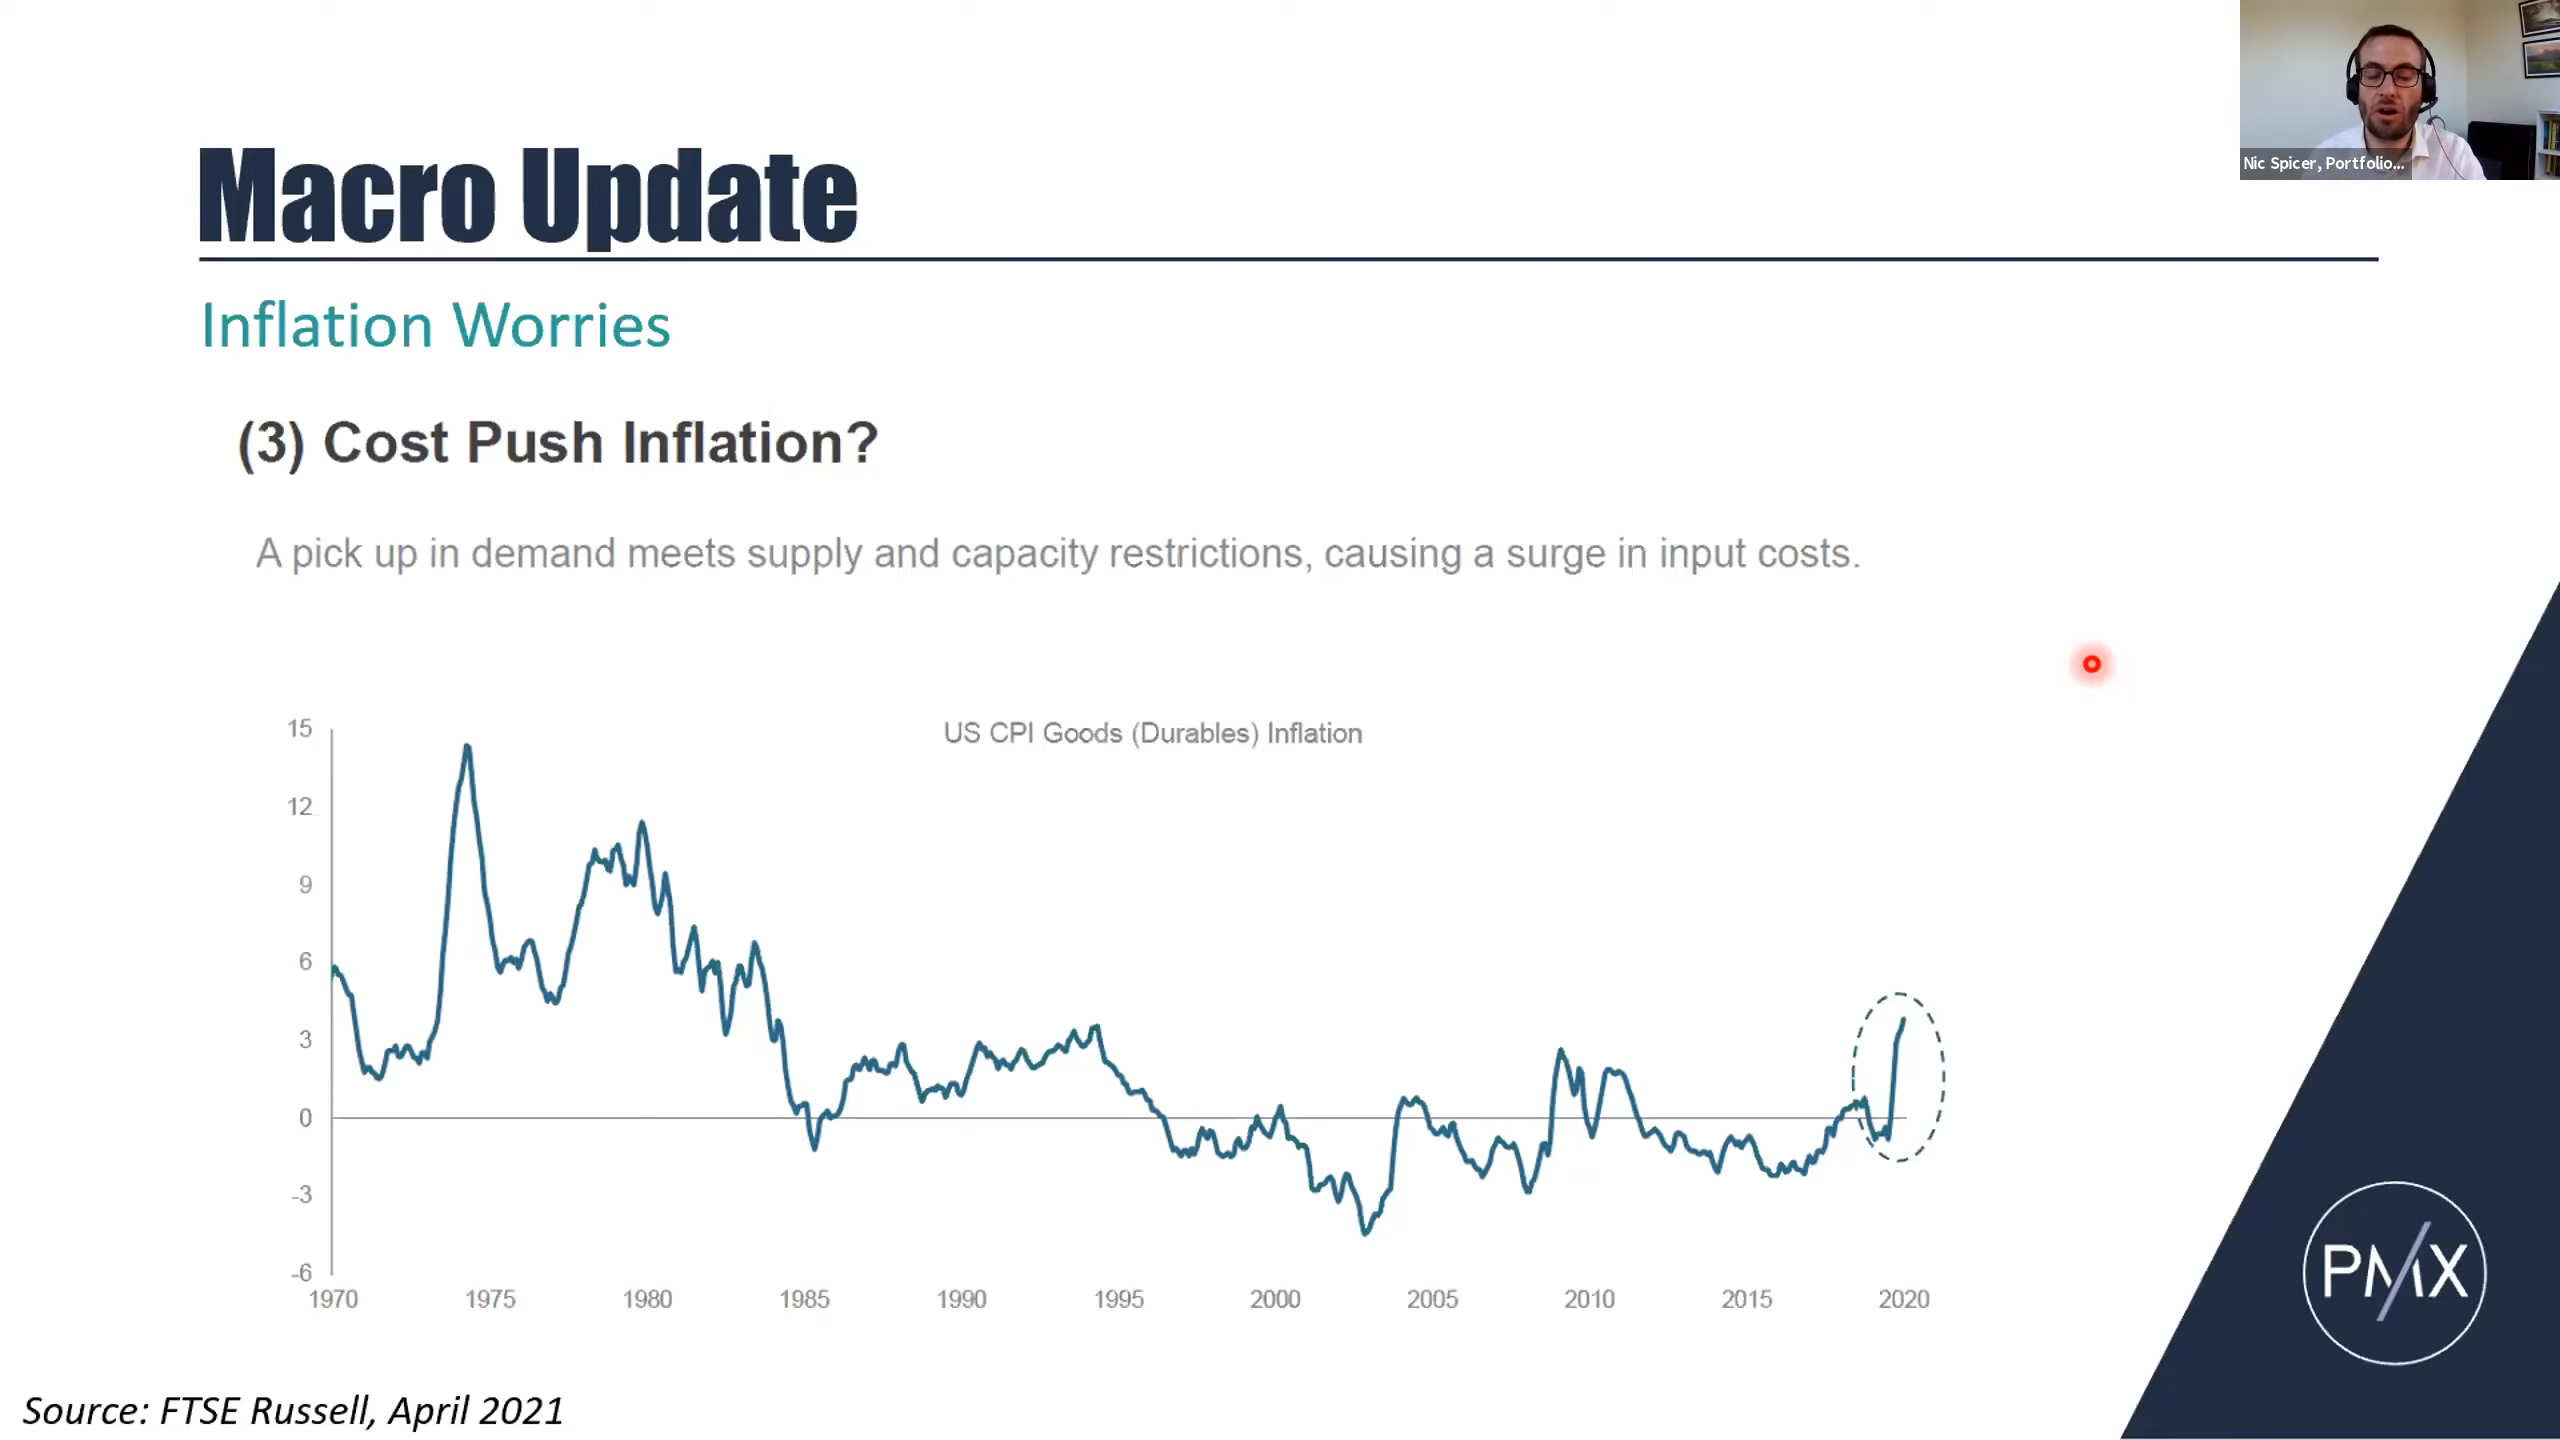 Nic Spicer, Portfolio...
Macro Update
Inflation Worries
(3) Cost Push Inflation?
A pick up in demand meets supply and capacity restrictions, causing a surge in input costs.
US CPI Goods (Durables) Inflation
15
12
9
6
3
0
-3
-6
1970 1975 1980 1985 1990 1995 2000 2005 2010 2015 2020
PMX
Source: FTSE Russell, April 2021